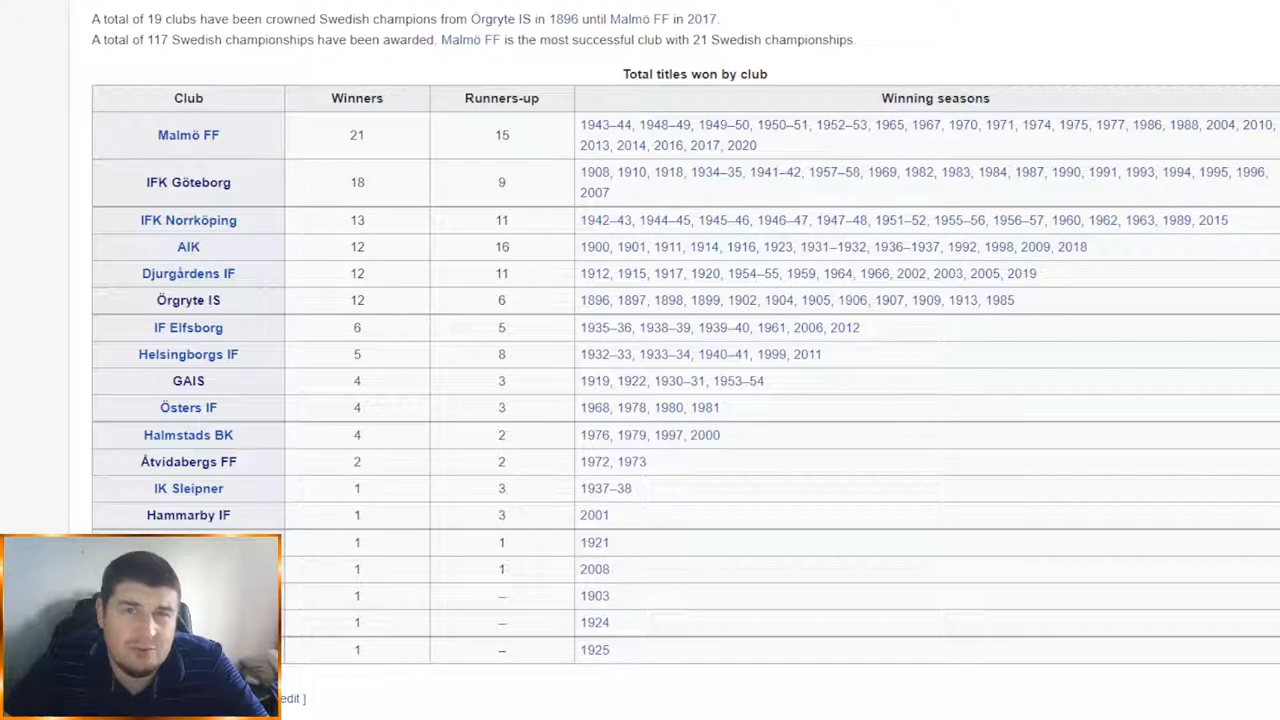 A total of 19 clubs have been crowned Swedish champions from Örgryte IS in 1896 until Malmö FF in 2017.
A total of 117 Swedish championships have been awarded. Malmö FF is the most successful club with 21 Swedish championships.
Total titles won by club
Club Winners Runners-up Winning seasons
Malmö FF 21 15 1943–44, 1948–49, 1949–50, 1950–51, 1952–53, 1965, 1967, 1970, 1971, 1974, 1975, 1977, 1986, 1988, 2004, 2010,
2013, 2014, 2016, 2017, 2020
IFK Göteborg 18 9 1908, 1910, 1918, 1934–35, 1941–42, 1957–58, 1969, 1982, 1983, 1984, 1987, 1990, 1991, 1993, 1994, 1995, 1996,
2007
IFK Norrköping 13 11 1942–43, 1944–45, 1945–46, 1946–47, 1947–48, 1951–52, 1955–56, 1956–57, 1960, 1962, 1963, 1989, 2015
AIK 12 16 1900, 1901, 1911, 1914, 1916, 1923, 1931–1932, 1936–1937, 1992, 1998, 2009, 2018
Djurgårdens IF 12 11 1912, 1915, 1917, 1920, 1954–55, 1959, 1964, 1966, 2002, 2003, 2005, 2019
Örgryte IS 12 6 1896, 1897, 1898, 1899, 1902, 1904, 1905, 1906, 1907, 1909, 1913, 1985
IF Elfsborg 6 5 1935–36, 1938–39, 1939–40, 1961, 2006, 2012
Helsingborgs IF 5 8 1932–33, 1933–34, 1940–41, 1999, 2011
GAIS 4 3 1919, 1922, 1930–31, 1953–54
Östers IF 4 3 1968, 1978, 1980, 1981
Halmstads BK 4 2 1976, 1979, 1997, 2000
Åtvidabergs FF 2 2 1972, 1973
IK Sleipner 1 3 1937–38
Hammarby IF 1 3 2001
1 1 1921
1 1 2008
1 – 1903
1 – 1924
1 – 1925
edit ]